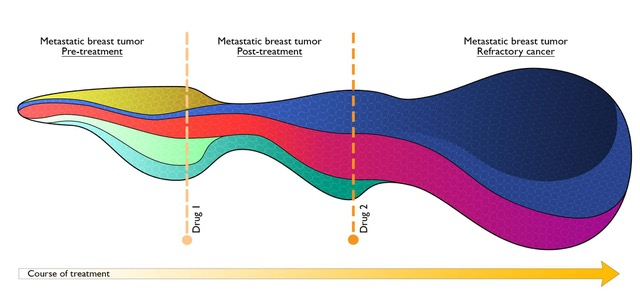 Metastatic breast tumor
Pre-treatment
Metastatic breast tumor
Post-treatment
Metastatic breast tumor
Refractory cancer
Drug 1
Drug 2
Course of treatment